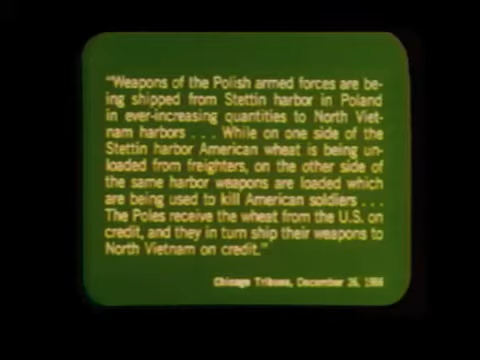 "Weapons of the Polish armed forces are be-
ing shipped from Stettin harbor in Poland
in ever-increasing quantities to North Viet-
nam harbors . . . While on one side of the
Stettin harbor American wheat is being un-
loaded from freighters, on the other side of
the same harbor weapons are loaded which
are being used to kill American soldiers . . .
The Poles receive the wheat from the U.S. on
credit, and they in turn ship their weapons to
North Vietnam on credit."
Chicago Tribune, December 26, 1966